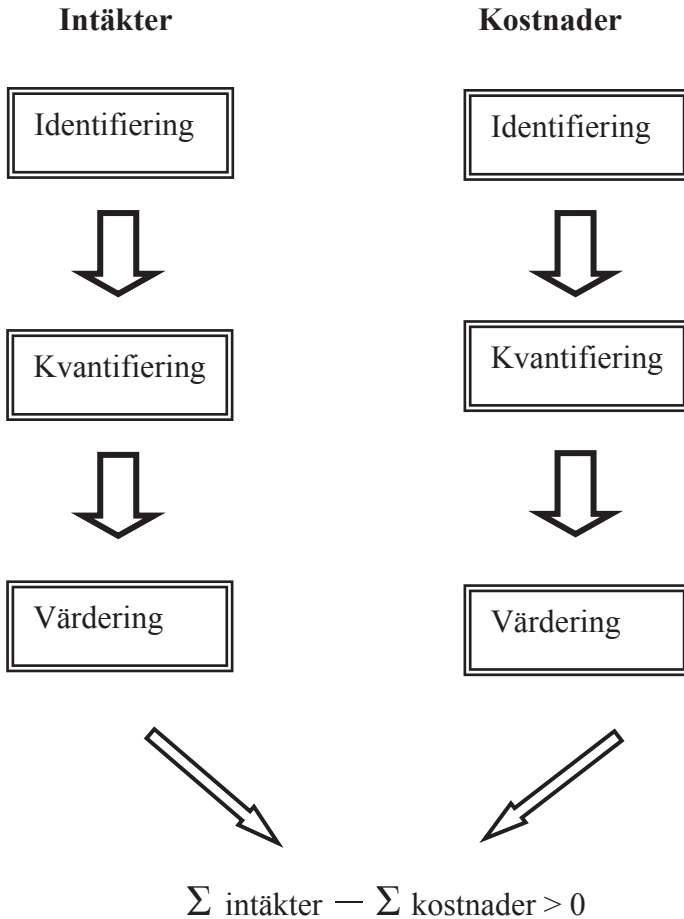 Intäkter Kostnader
Identifiering Identifiering
Kvantifiering Kvantifiering
Värdering Värdering
Σ intäkter — Σ kostnader > 0